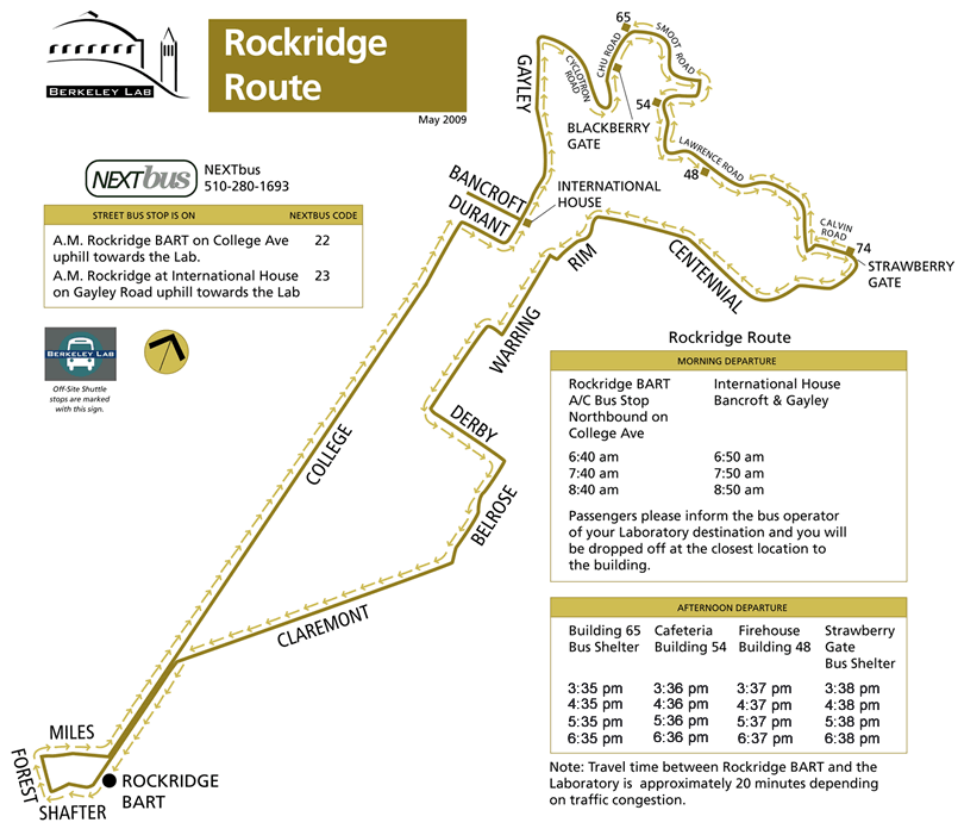 BERKELEY LAB
Rockridge
Route
May 2009
NEXTbus
NEXTbus
510-280-1693
STREET BUS STOP IS ON NEXTBUS CODE
A.M. Rockridge BART on College Ave 22
uphill towards the Lab.
A.M. Rockridge at International House 23
on Gayley Road uphill towards the Lab
BERKELEY LAB
Off-Site Shuttle
stops are marked
with this sign.
GAYLEY
CYCLOTRON
ROAD
CHU ROAD
65
SMOOT ROAD
54
BLACKBERRY
GATE
LAWRENCE ROAD
48
BANCROFT
DURANT
INTERNATIONAL
HOUSE
CALVIN
ROAD
74
STRAWBERRY
GATE
RIM
CENTENNIAL
WARRING
DERBY
COLLEGE
BELROSE
CLAREMONT
MILES
FOREST
SHAFTER
ROCKRIDGE
BART
Rockridge Route
MORNING DEPARTURE
Rockridge BART International House
A/C Bus Stop Bancroft & Gayley
Northbound on
College Ave
6:40 am 6:50 am
7:40 am 7:50 am
8:40 am 8:50 am
Passengers please inform the bus operator
of your Laboratory destination and you will
be dropped off at the closest location to
the building.
AFTERNOON DEPARTURE
Building 65 Cafeteria Firehouse Strawberry
Bus Shelter Building 54 Building 48 Gate
Bus Shelter
3:35 pm 3:36 pm 3:37 pm 3:38 pm
4:35 pm 4:36 pm 4:37 pm 4:38 pm
5:35 pm 5:36 pm 5:37 pm 5:38 pm
6:35 pm 6:36 pm 6:37 pm 6:38 pm
Note: Travel time between Rockridge BART and the
Laboratory is approximately 20 minutes depending
on traffic congestion.